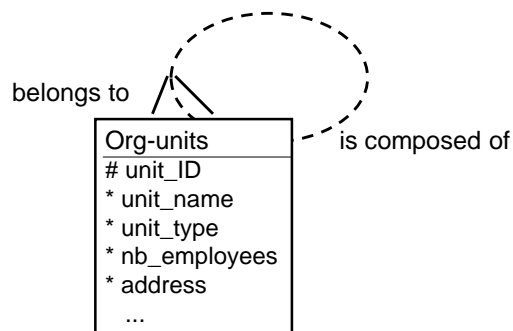 belongs to
is composed of
Org-units
# unit_ID
* unit_name
* unit_type
* nb_employees
* address
...